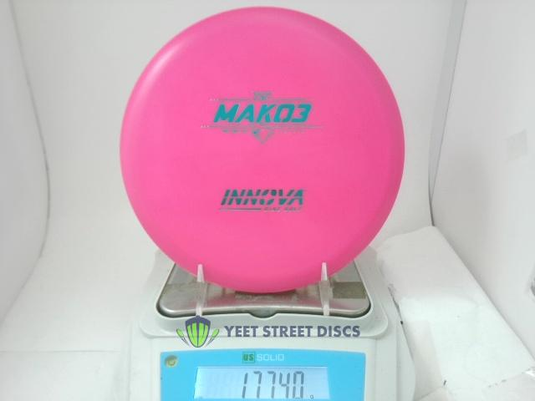 MAKO3
INNOVA
YEET STREET DISCS
US SOLID
177.40 g